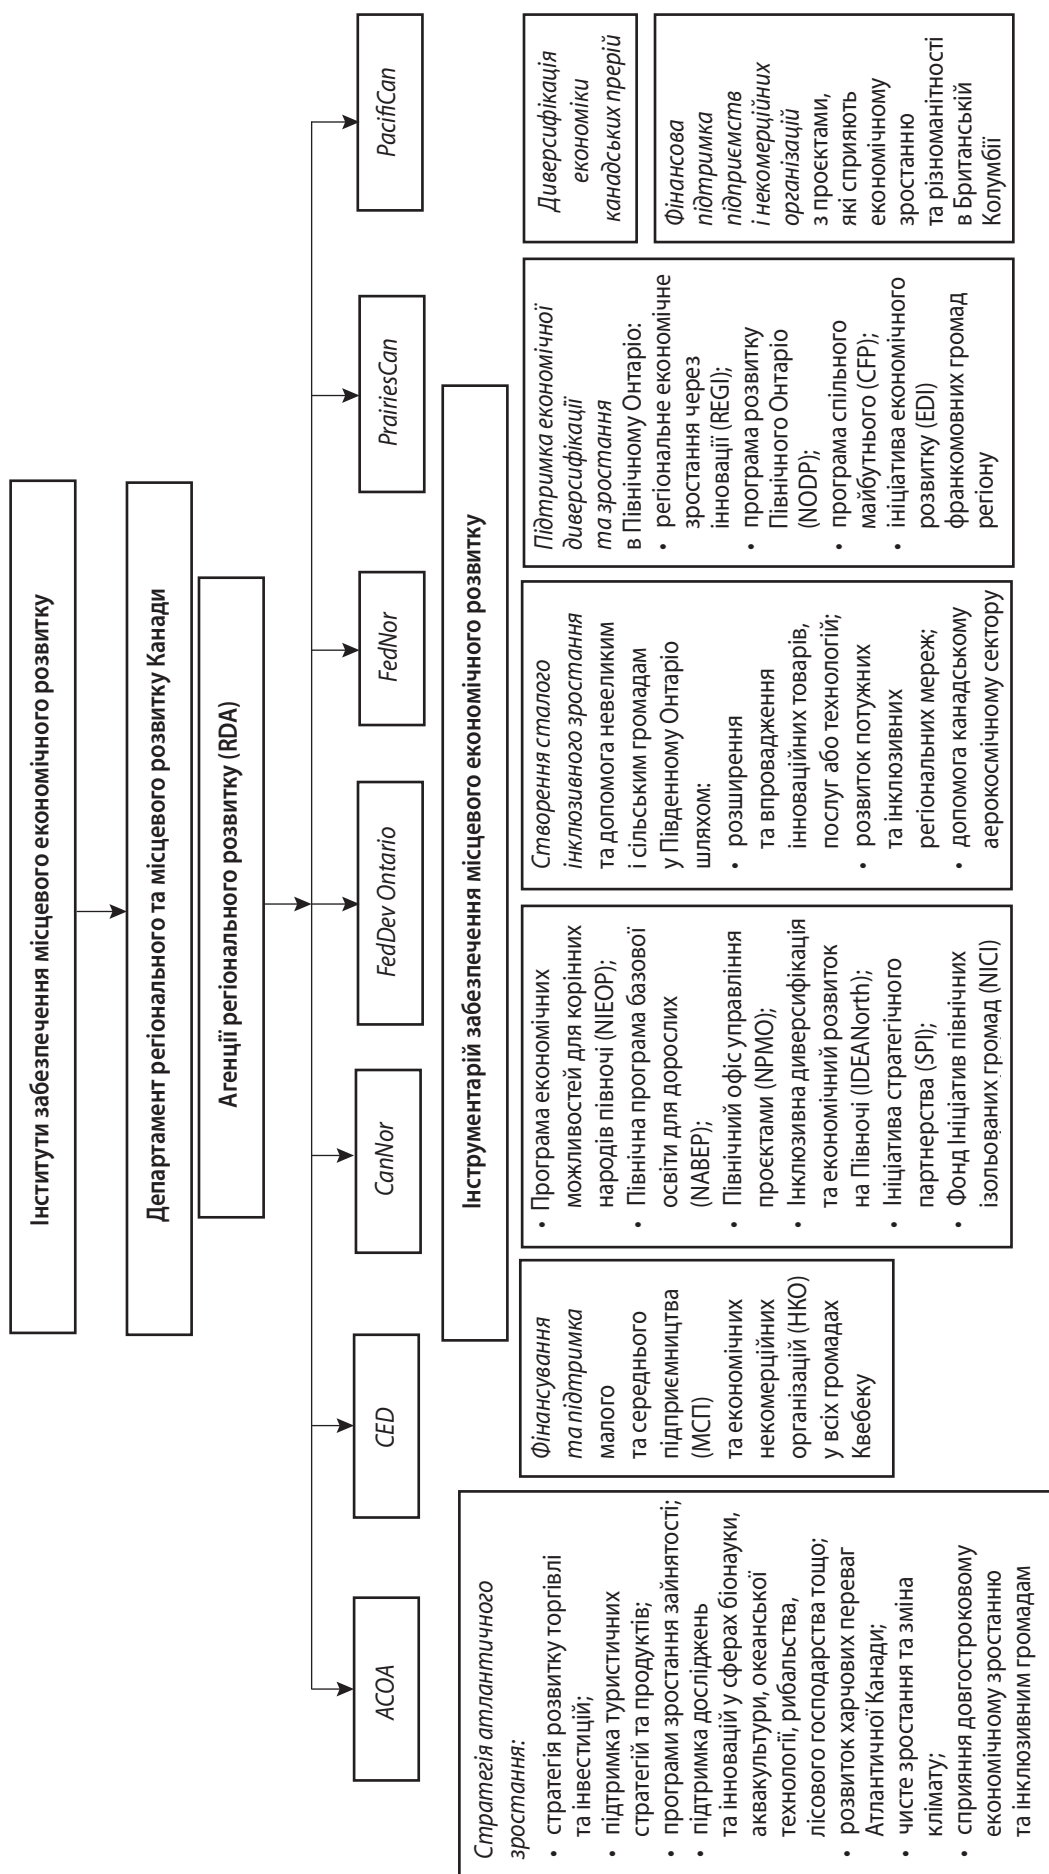 Інститути забезпечення місцевого економічного розвитку
Департамент регіонального та місцевого розвитку Канади
Агенції регіонального розвитку (RDA)
ACOA
CED
CanNor
FedDev Ontario
FedNor
PrairiesCan
PacifiCan
Інструментарій забезпечення місцевого економічного розвитку
Стратегія атлантичного
зростання:
• стратегія розвитку торгівлі
та інвестицій;
• підтримка туристичних
стратегій та продуктів;
• програми зростання зайнятості;
• підтримка досліджень
та інновацій у сферах біонауки,
аквакультури, океанської
технології, рибальства,
лісового господарства тощо;
• розвиток харчових переваг
Атлантичної Канади;
• чисте зростання та зміна
клімату;
• сприяння довгостроковому
економічному зростанню
та інклюзивним громадам
Фінансування
та підтримка
малого
та середнього
підприємництва
(МСП)
та економічних
некомерційних
організацій (НКО)
у всіх громадах
Квебеку
• Програма економічних
можливостей для корінних
народів півночі (NIEOP);
• Північна програма базової
освіти для дорослих
(NABEP);
• Північний офіс управління
проєктами (NPMO);
• Інклюзивна диверсифікація
та економічний розвиток
на Півночі (IDEANorth);
• Ініціатива стратегічного
партнерства (SPI);
• Фонд Ініціатив північних
ізольованих громад (NICI)
Створення сталого
інклюзивного зростання
та допомога невеликим
і сільським громадам
у Південному Онтаріо
шляхом:
• розширення
та впровадження
інноваційних товарів,
послуг або технологій;
• розвиток потужних
та інклюзивних
регіональних мереж;
• допомога канадському
аерокосмічному сектору
Підтримка економічної
диверсифікації
та зростання
в Північному Онтаріо:
• регіональне економічне
зростання через
інновації (REGI);
• програма розвитку
Північного Онтаріо
(NODP);
• програма спільного
майбутнього (CFP);
• ініціатива економічного
розвитку (EDI)
франкомовних громад
регіону
Диверсифікація
економіки
канадських прерій
Фінансова
підтримка
підприємств
і некомерційних
організацій
з проєктами,
які сприяють
економічному
зростанню
та різноманітності
в Британській
Колумбії